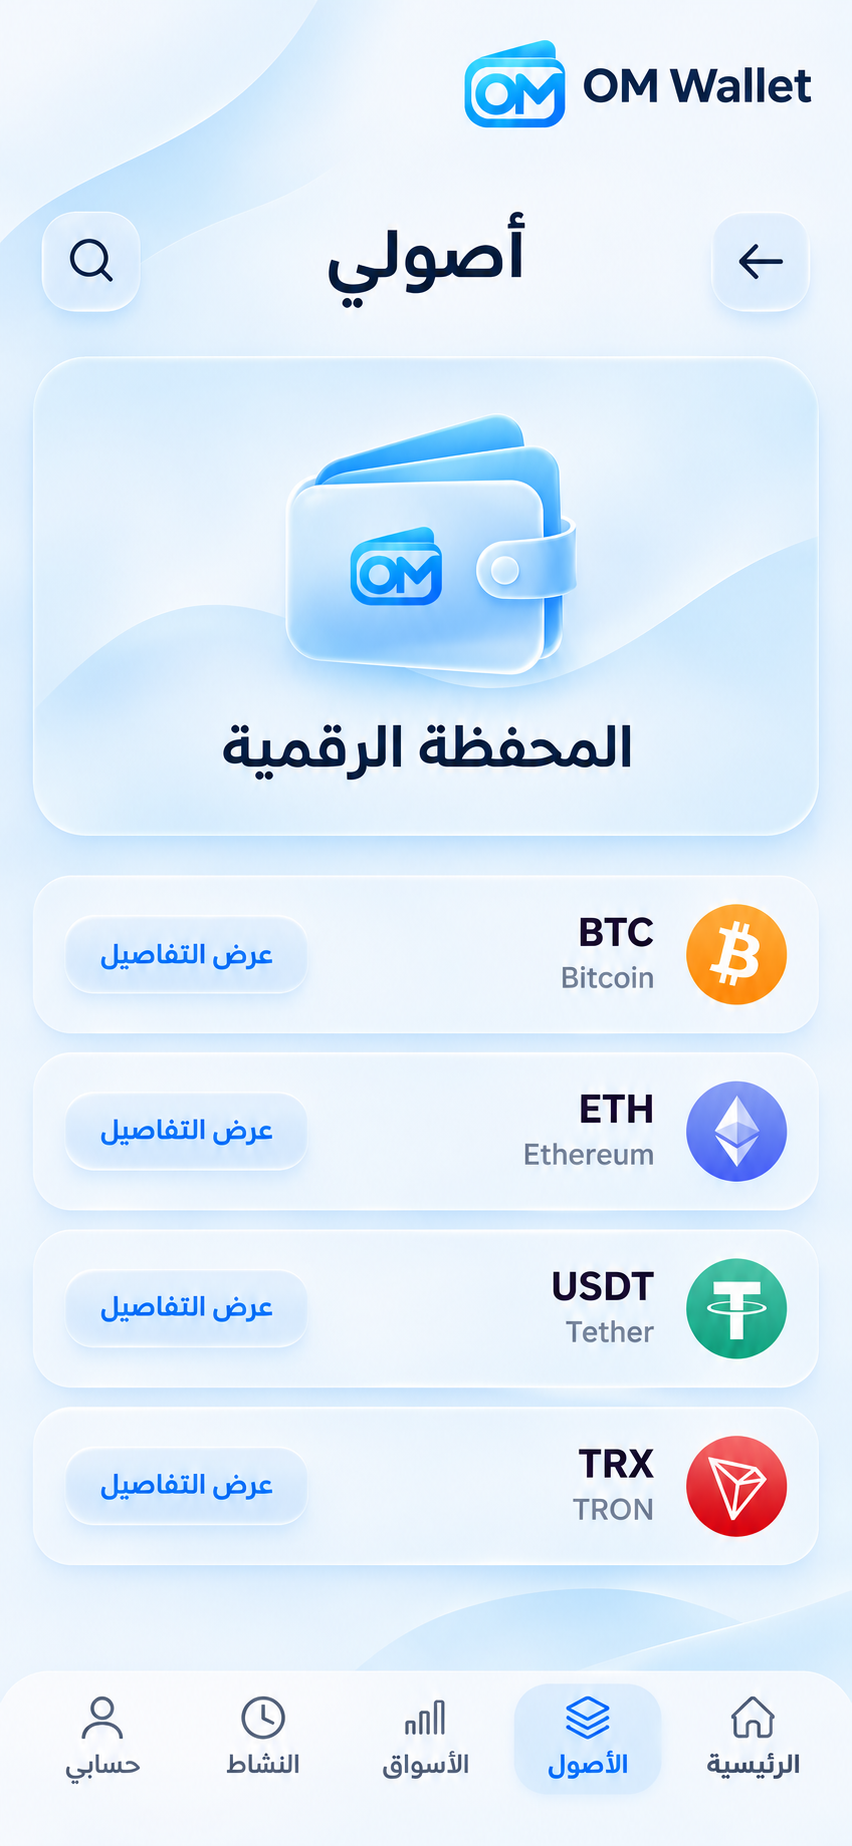 OM Wallet
أصولي
OM
المحفظة الرقمية
BTC
Bitcoin
عرض التفاصيل
ETH
Ethereum
عرض التفاصيل
USDT
Tether
عرض التفاصيل
TRX
TRON
عرض التفاصيل
الرئيسية
الأصول
الأسواق
النشاط
حسابي